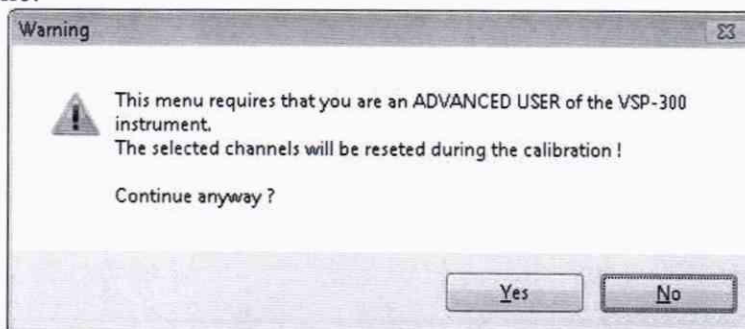 Warning
This menu requires that you are an ADVANCED USER of the VSP-300
instrument.
The selected channels will be reseted during the calibration !
Continue anyway ?
Yes
No